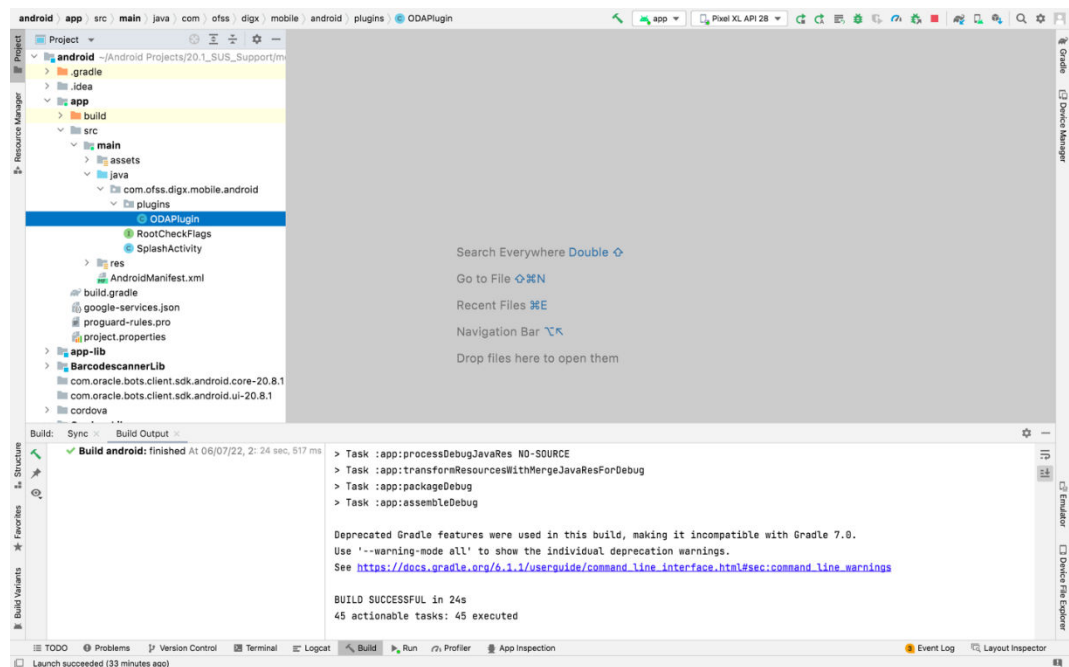 android app src main java com ofss digx mobile android plugins ODAPlugin
app
Pixel XL API 28
Project
Project
android ~/Android Projects/20.1_SUS_Support/m
.gradle
.idea
app
build
src
main
assets
java
com.ofss.digx.mobile.android
plugins
ODAPlugin
RootCheckFlags
SplashActivity
res
AndroidManifest.xml
build.gradle
google-services.json
proguard-rules.pro
project.properties
app-lib
BarcodescannerLib
com.oracle.bots.client.sdk.android.core-20.8.1
com.oracle.bots.client.sdk.android.ui-20.8.1
cordova
Resource Manager
Gradle
Device Manager
Search Everywhere Double ⇧
Go to File ⇧⌘N
Recent Files ⌘E
Navigation Bar ⌥↖
Drop files here to open them
Build: Sync Build Output
Build android: finished At 06/07/22, 2: 24 sec, 517 ms
> Task :app:processDebugJavaRes NO-SOURCE
> Task :app:transformResourcesWithMergeJavaResForDebug
> Task :app:packageDebug
> Task :app:assembleDebug
Deprecated Gradle features were used in this build, making it incompatible with Gradle 7.0.
Use '--warning-mode all' to show the individual deprecation warnings.
See https://docs.gradle.org/6.1.1/userguide/command_line_interface.html#sec:command_line_warnings
BUILD SUCCESSFUL in 24s
45 actionable tasks: 45 executed
Structure
Favorites
Build Variants
Emulator
Device File Explorer
TODO Problems Version Control Terminal Logcat Build Run Profiler App Inspection 3 Event Log Layout Inspector
Launch succeeded (33 minutes ago)